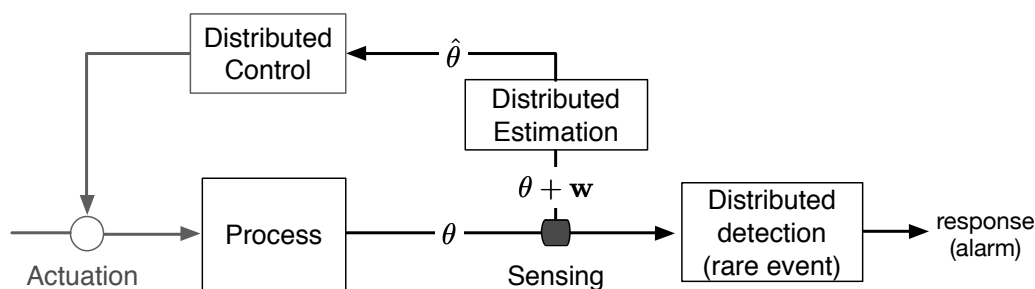 Distributed
Control
θ̂
Distributed
Estimation
θ + w
Process
θ
Distributed
detection
(rare event)
response
(alarm)
Actuation
Sensing